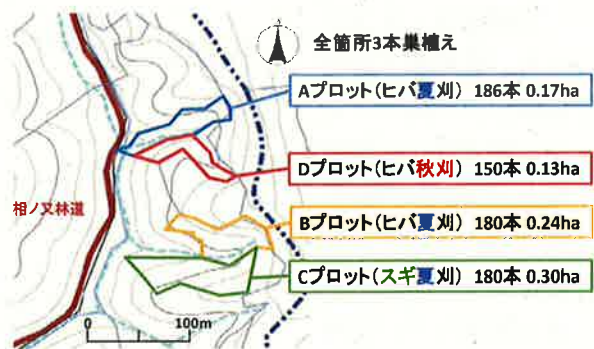 全箇所3本巣植え
Aプロット(ヒバ夏刈) 186本 0.17ha
Dプロット(ヒバ秋刈) 150本 0.13ha
相ノ又林道
Bプロット(ヒバ夏刈) 180本 0.24ha
Cプロット(スギ夏刈) 180本 0.30ha
0 100m